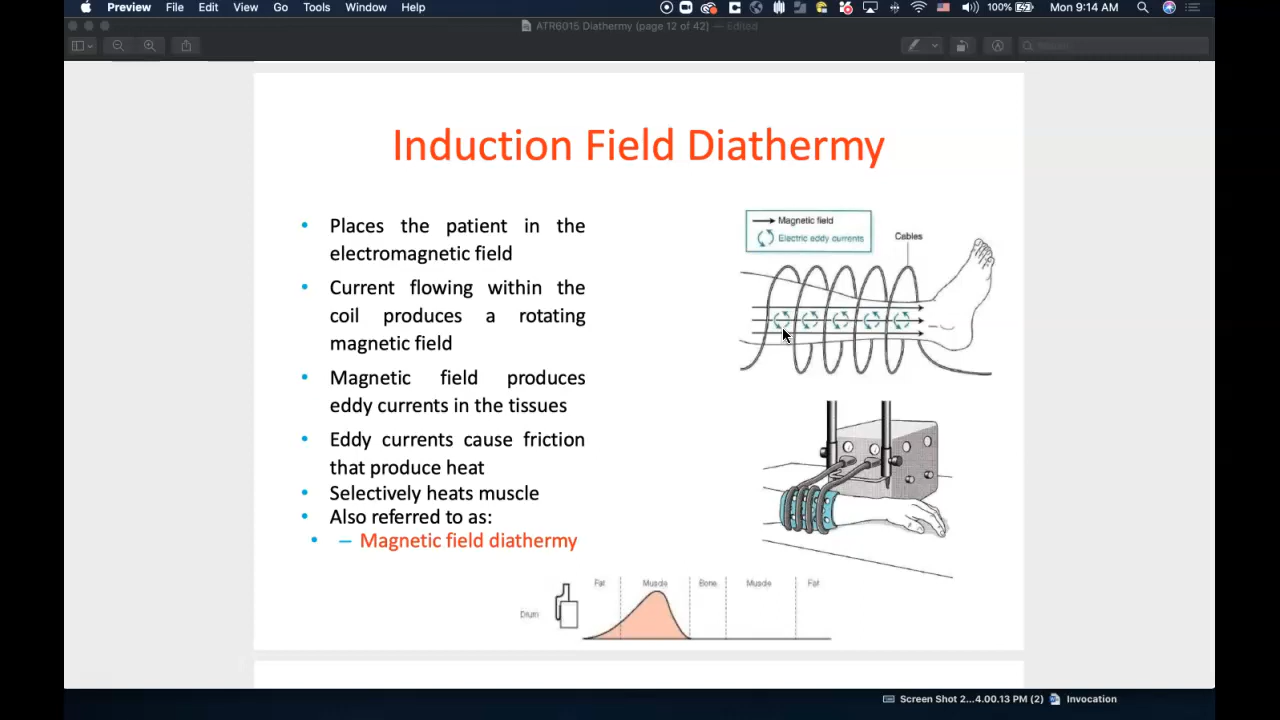 Preview File Edit View Go Tools Window Help 100% Mon 9:14 AM
ATR6015 Diathermy (page 12 of 42) — Edited
Search
Induction Field Diathermy
• Places the patient in the
electromagnetic field
• Current flowing within the
coil produces a rotating
magnetic field
• Magnetic field produces
eddy currents in the tissues
• Eddy currents cause friction
that produce heat
• Selectively heats muscle
• Also referred to as:
• – Magnetic field diathermy
Magnetic field
Electric eddy currents
Cables
Fat Muscle Bone Muscle Fat
Drum
Screen Shot 2...4.00.13 PM (2) Invocation